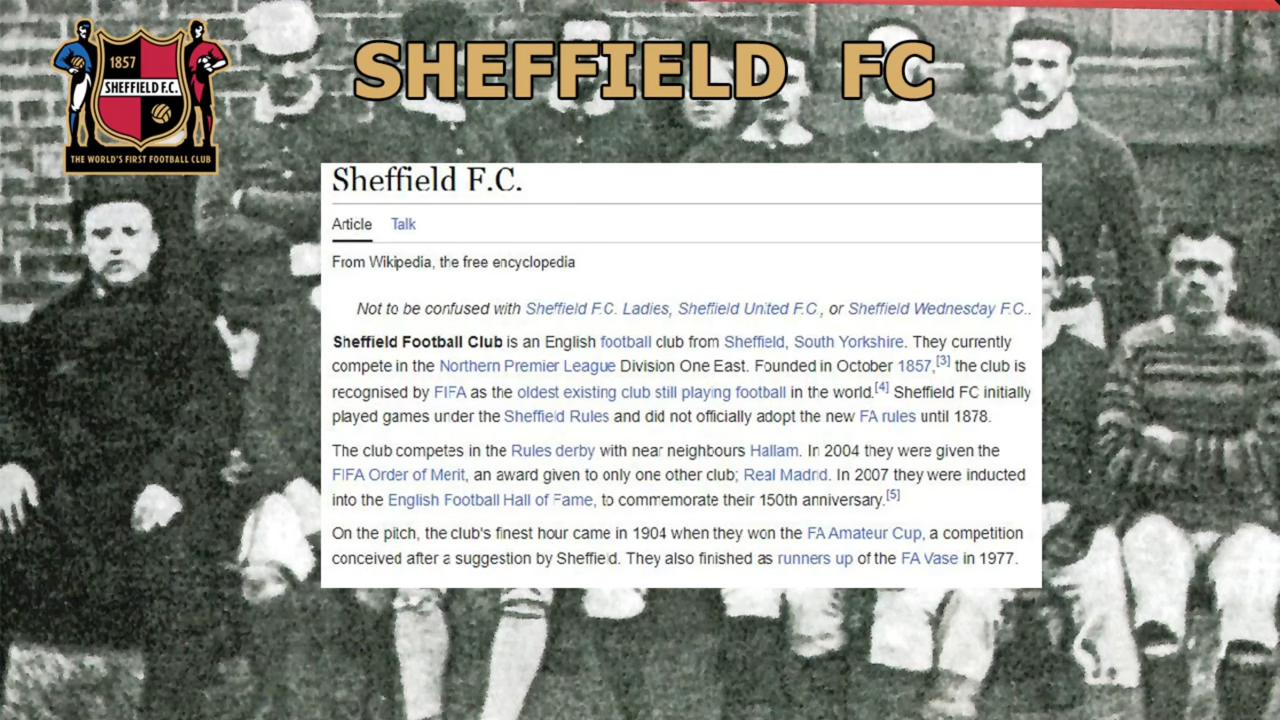 1857
SHEFFIELD F.C.
THE WORLD'S FIRST FOOTBALL CLUB
SHEFFIELD FC
Sheffield F.C.
Article Talk
From Wikipedia, the free encyclopedia
Not to be confused with Sheffield F.C. Ladies, Sheffield United F.C., or Sheffield Wednesday F.C..
Sheffield Football Club is an English football club from Sheffield, South Yorkshire. They currently
compete in the Northern Premier League Division One East. Founded in October 1857,[3] the club is
recognised by FIFA as the oldest existing club still playing football in the world.[4] Sheffield FC initially
played games under the Sheffield Rules and did not officially adopt the new FA rules until 1878.
The club competes in the Rules derby with near neighbours Hallam. In 2004 they were given the
FIFA Order of Merit, an award given to only one other club; Real Madrid. In 2007 they were inducted
into the English Football Hall of Fame, to commemorate their 150th anniversary.[5]
On the pitch, the club's finest hour came in 1904 when they won the FA Amateur Cup, a competition
conceived after a suggestion by Sheffield. They also finished as runners up of the FA Vase in 1977.